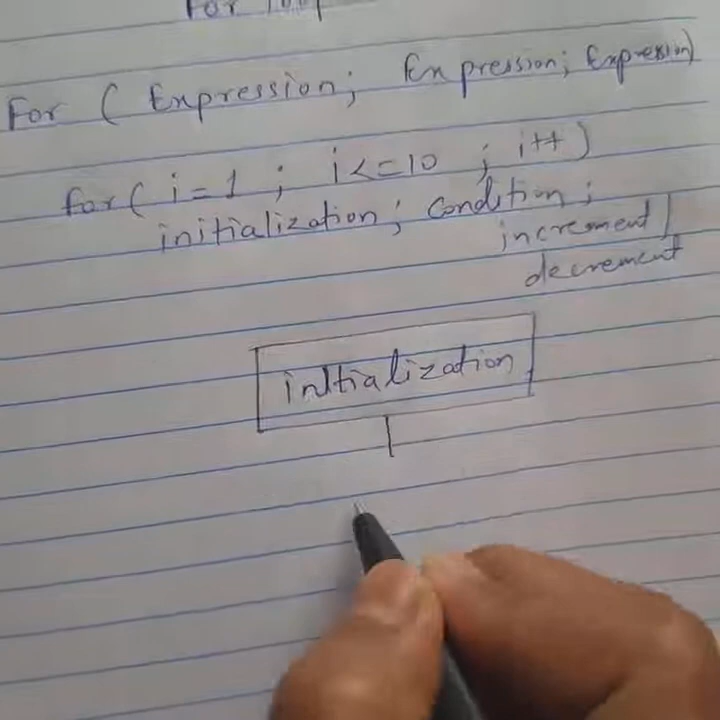 For loop
For ( Expression; Expression; Expression)
for( i=1 ; i<=10 ; i++ )
initialization; condition; increment/
decrement
initialization